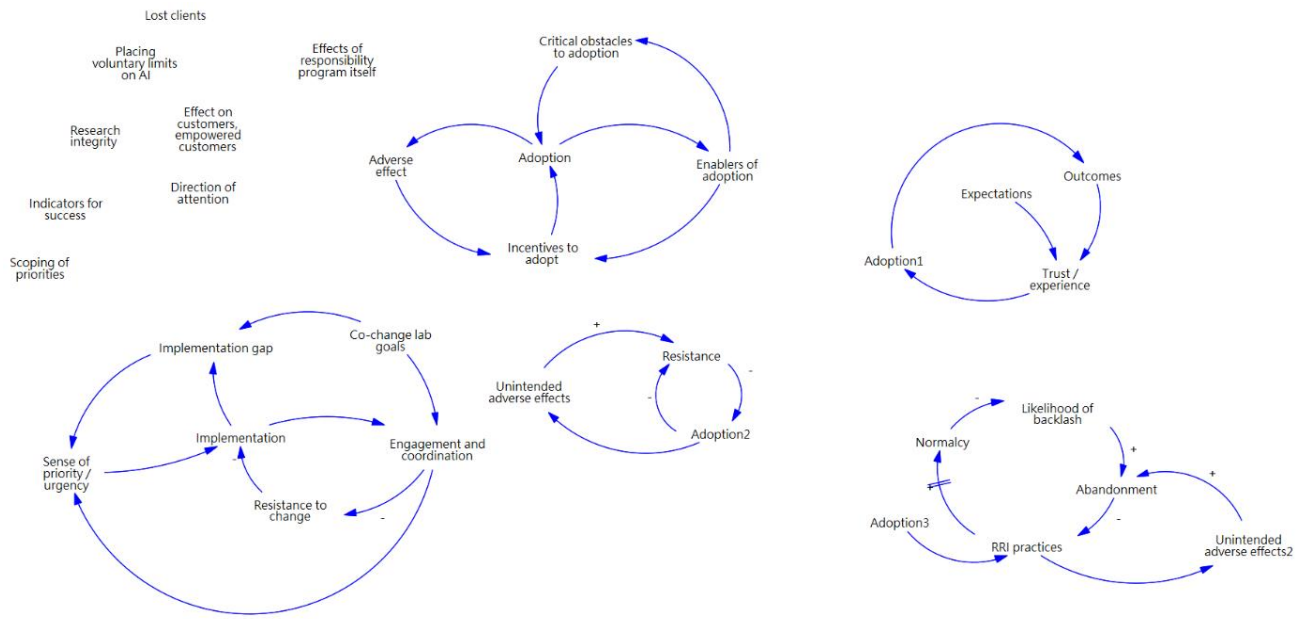 Lost clients
Placing
voluntary limits
on AI
Effects of
responsibility
program itself
Research
integrity
Effect on
customers,
empowered
customers
Direction of
attention
Indicators for
success
Scoping of
priorities
Critical obstacles
to adoption
Adverse
effect
Adoption
Enablers of
adoption
Incentives to
adopt
Outcomes
Expectations
Adoption1
Trust /
experience
Implementation gap
Co-change lab
goals
Implementation
-
Engagement and
coordination
Sense of
priority /
urgency
Resistance to
change
-
+
Resistance
-
Unintended
adverse effects
-
Adoption2
-
Likelihood of
backlash
Normalcy
+
+
Abandonment
+
-
Adoption3
RRI practices
Unintended
adverse effects2